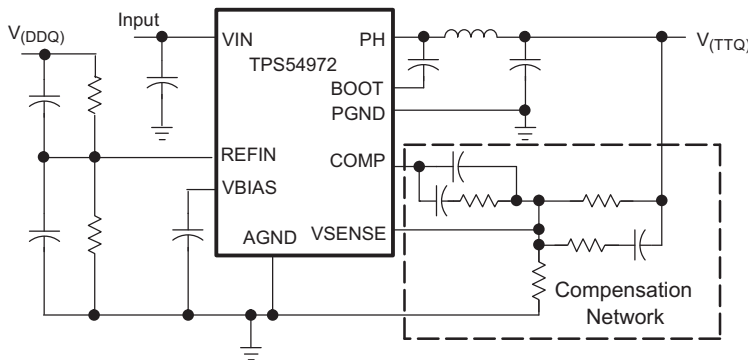 Input
V(DDQ)
VIN
PH
V(TTQ)
TPS54972
BOOT
PGND
REFIN
COMP
VBIAS
AGND
VSENSE
Compensation
Network